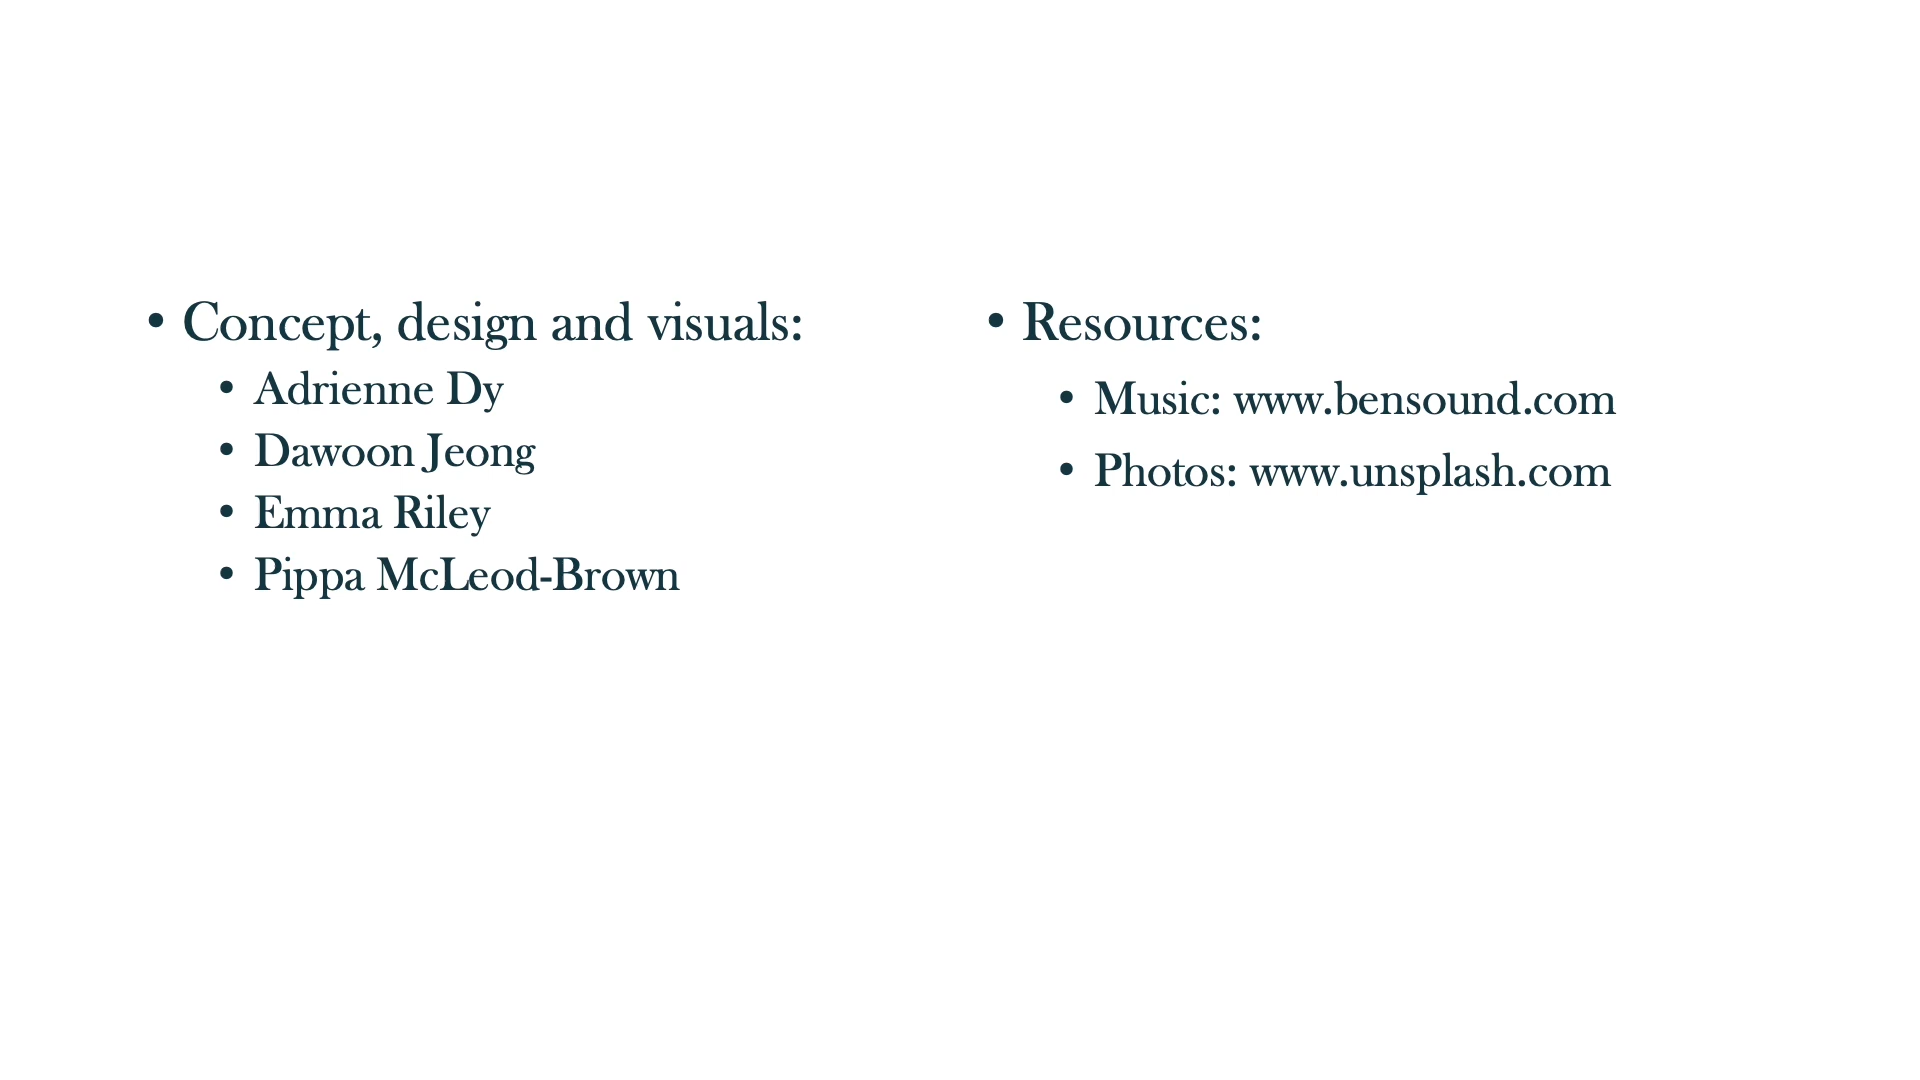 • Concept, design and visuals:
• Adrienne Dy
• Dawoon Jeong
• Emma Riley
• Pippa McLeod-Brown
• Resources:
• Music: www.bensound.com
• Photos: www.unsplash.com